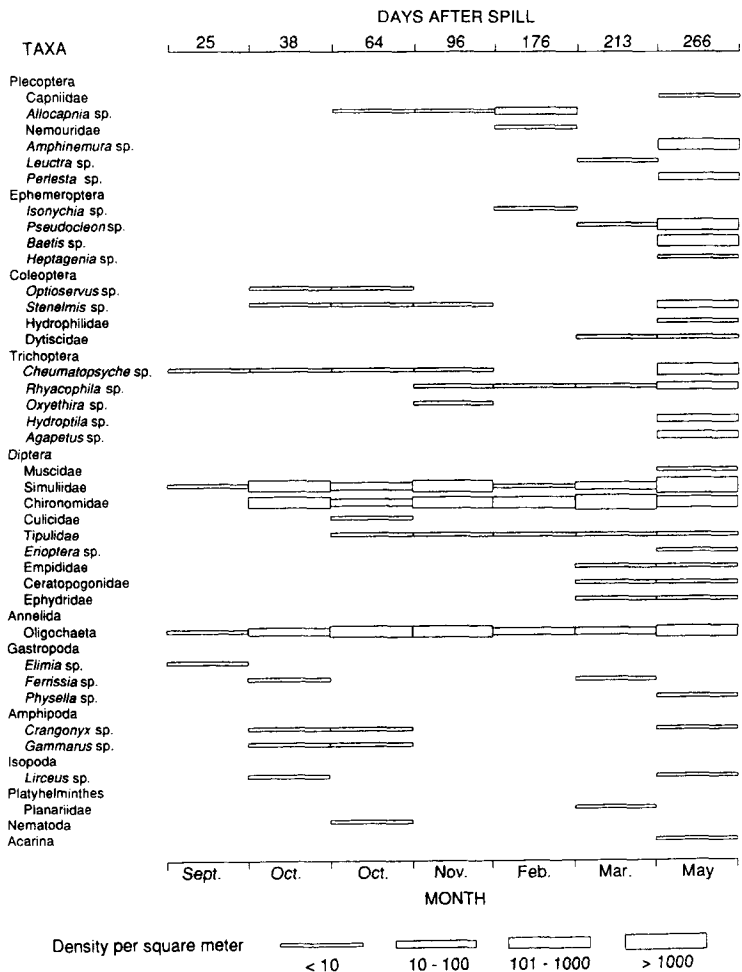 DAYS AFTER SPILL
TAXA 25 38 64 96 176 213 266
Plecoptera
Capniidae
Allocapnia sp.
Nemouridae
Amphinemura sp.
Leuctra sp.
Perlesta sp.
Ephemeroptera
Isonychia sp.
Pseudocleon sp.
Baetis sp.
Heptagenia sp.
Coleoptera
Optioservus sp.
Stenelmis sp.
Hydrophilidae
Dytiscidae
Trichoptera
Cheumatopsyche sp.
Rhyacophila sp.
Oxyethira sp.
Hydroptila sp.
Agapetus sp.
Diptera
Muscidae
Simuliidae
Chironomidae
Culicidae
Tipulidae
Erioptera sp.
Empididae
Ceratopogonidae
Ephydridae
Annelida
Oligochaeta
Gastropoda
Elimia sp.
Ferrissia sp.
Physella sp.
Amphipoda
Crangonyx sp.
Gammarus sp.
Isopoda
Lirceus sp.
Platyhelminthes
Planariidae
Nematoda
Acarina
Sept. Oct. Oct. Nov. Feb. Mar. May
MONTH
Density per square meter
< 10 10 - 100 101 - 1000 > 1000